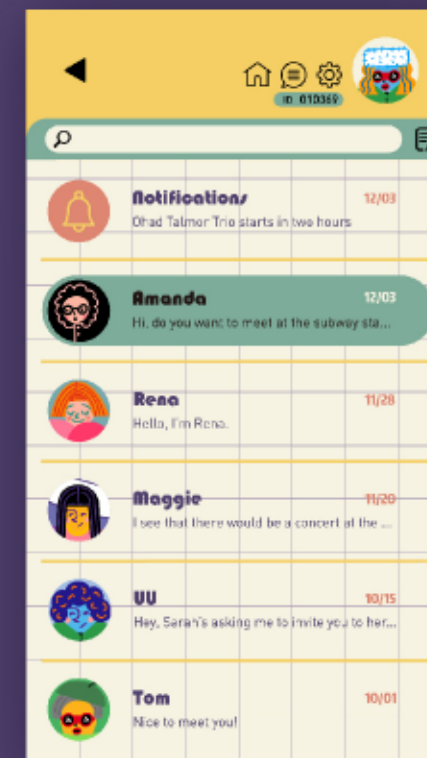 ID 010369
Notifications 12/03
Ohad Talmor Trio starts in two hours
Amanda 12/03
Hi, do you want to meet at the subway sta...
Rena 11/28
Hello, I'm Rena.
Maggie 11/20
I see that there would be a concert at the ...
UU 10/15
Hey, Sarah's asking me to invite you to her...
Tom 10/01
Nice to meet you!